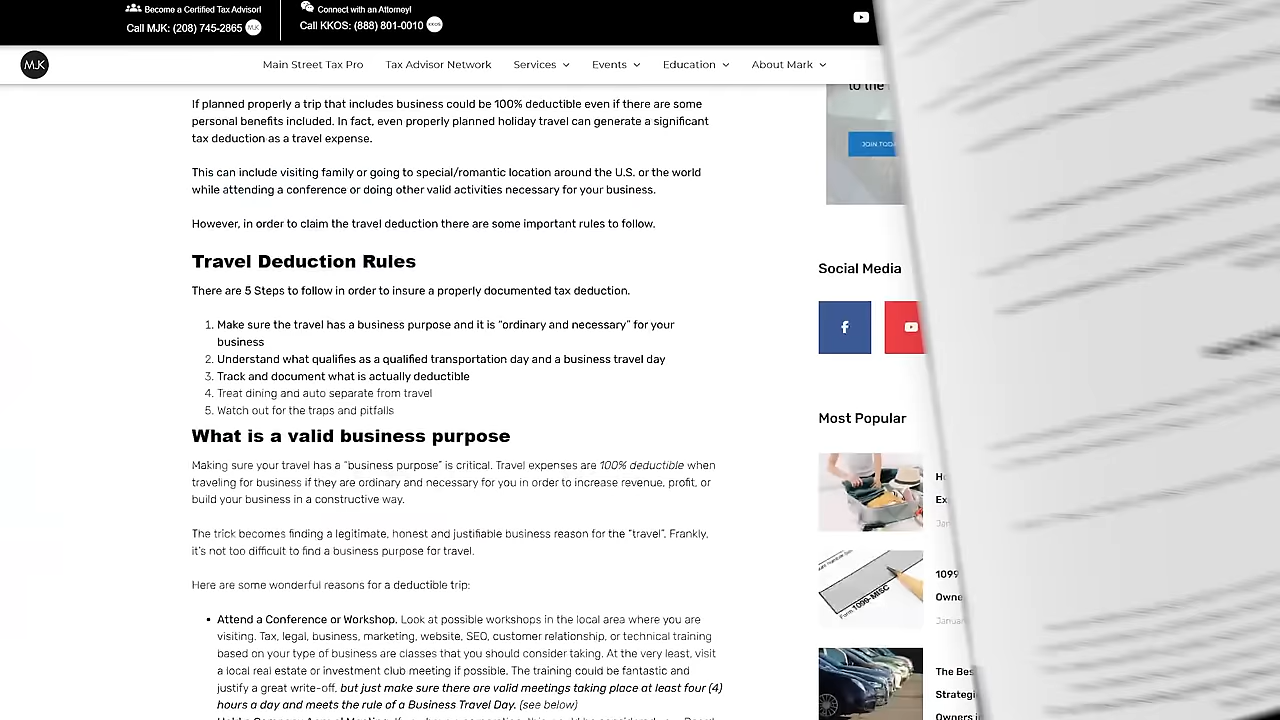 Become a Certified Tax Advisor!
Connect with an Attorney!
Call MJK: (208) 745-2865
Call KKOS: (888) 801-0010
KKOS
Main Street Tax Pro
Tax Advisor Network
Services
Events
Education
About Mark
If planned properly a trip that includes business could be 100% deductible even if there are some
personal benefits included. In fact, even properly planned holiday travel can generate a significant
tax deduction as a travel expense.
This can include visiting family or going to special/romantic location around the U.S. or the world
while attending a conference or doing other valid activities necessary for your business.
However, in order to claim the travel deduction there are some important rules to follow.
Travel Deduction Rules
There are 5 Steps to follow in order to insure a properly documented tax deduction.
1. Make sure the travel has a business purpose and it is "ordinary and necessary" for your
business
2. Understand what qualifies as a qualified transportation day and a business travel day
3. Track and document what is actually deductible
4. Treat dining and auto separate from travel
5. Watch out for the traps and pitfalls
What is a valid business purpose
Making sure your travel has a "business purpose" is critical. Travel expenses are 100% deductible when
traveling for business if they are ordinary and necessary for you in order to increase revenue, profit, or
build your business in a constructive way.
The trick becomes finding a legitimate, honest and justifiable business reason for the "travel". Frankly,
it's not too difficult to find a business purpose for travel.
Here are some wonderful reasons for a deductible trip:
▪ Attend a Conference or Workshop. Look at possible workshops in the local area where you are
visiting. Tax, legal, business, marketing, website, SEO, customer relationship, or technical training
based on your type of business are classes that you should consider taking. At the very least, visit
a local real estate or investment club meeting if possible. The training could be fantastic and
justify a great write-off, but just make sure there are valid meetings taking place at least four (4)
hours a day and meets the rule of a Business Travel Day. (see below)
to the
JOIN TODA
Social Media
Most Popular
Form 1099-MISC
1099
Owne
The Bes
Strategi
Owners i